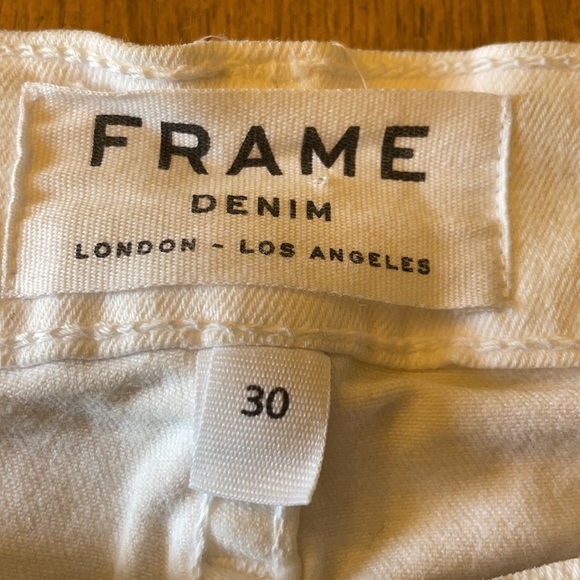 FRAME
DENIM
LONDON - LOS ANGELES
30